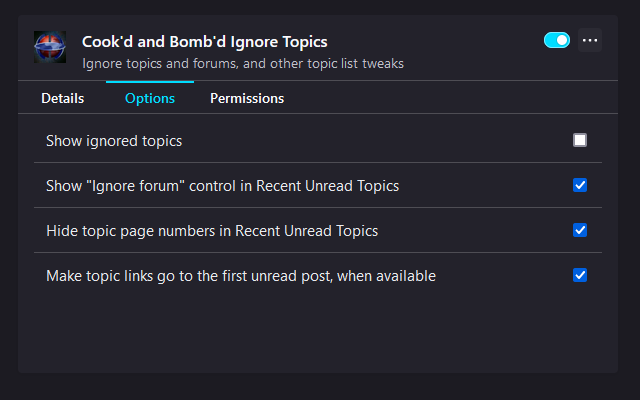 Cook'd and Bomb'd Ignore Topics
Ignore topics and forums, and other topic list tweaks
Details Options Permissions
Show ignored topics
Show "Ignore forum" control in Recent Unread Topics
Hide topic page numbers in Recent Unread Topics
Make topic links go to the first unread post, when available